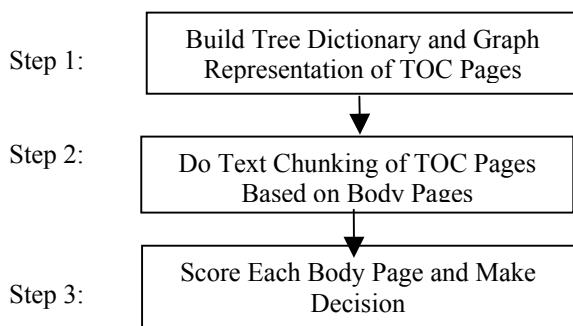 Step 1:
Build Tree Dictionary and Graph
Representation of TOC Pages
Step 2:
Do Text Chunking of TOC Pages
Based on Body Pages
Step 3:
Score Each Body Page and Make
Decision